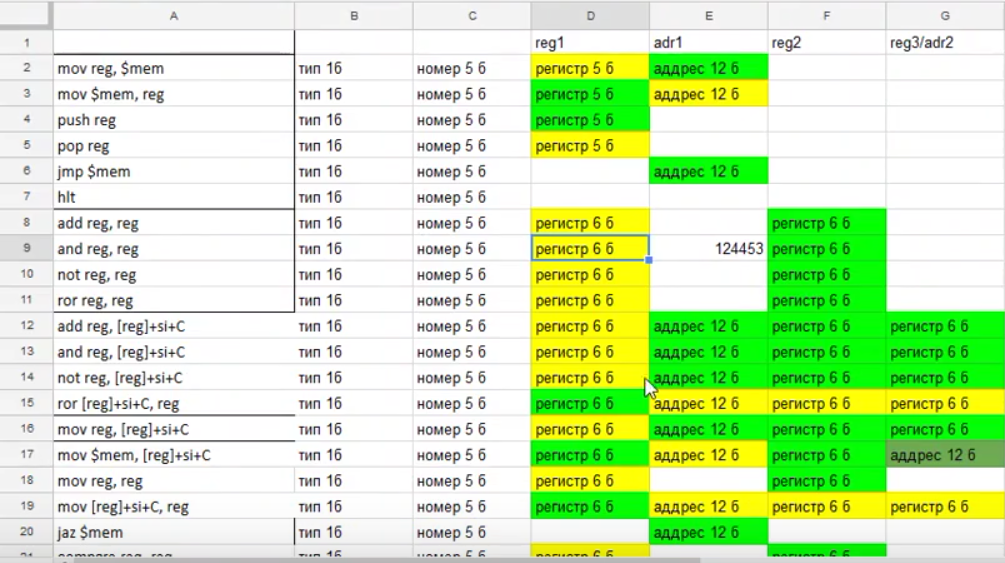 A B C D E F G
1 reg1 adr1 reg2 reg3/adr2
2 mov reg, $mem тип 1б номер 5 б регистр 5 б аддрес 12 б
3 mov $mem, reg тип 1б номер 5 б регистр 5 б аддрес 12 б
4 push reg тип 1б номер 5 б регистр 5 б
5 pop reg тип 1б номер 5 б регистр 5 б
6 jmp $mem тип 1б номер 5 б аддрес 12 б
7 hlt тип 1б номер 5 б
8 add reg, reg тип 1б номер 5 б регистр 6 б регистр 6 б
9 and reg, reg тип 1б номер 5 б регистр 6 б 124453 регистр 6 б
10 not reg, reg тип 1б номер 5 б регистр 6 б регистр 6 б
11 ror reg, reg тип 1б номер 5 б регистр 6 б регистр 6 б
12 add reg, [reg]+si+C тип 1б номер 5 б регистр 6 б аддрес 12 б регистр 6 б регистр 6 б
13 and reg, [reg]+si+C тип 1б номер 5 б регистр 6 б аддрес 12 б регистр 6 б регистр 6 б
14 not reg, [reg]+si+C тип 1б номер 5 б регистр 6 б аддрес 12 б регистр 6 б регистр 6 б
15 ror [reg]+si+C, reg тип 1б номер 5 б регистр 6 б аддрес 12 б регистр 6 б регистр 6 б
16 mov reg, [reg]+si+C тип 1б номер 5 б регистр 6 б аддрес 12 б регистр 6 б регистр 6 б
17 mov $mem, [reg]+si+C тип 1б номер 5 б регистр 6 б аддрес 12 б регистр 6 б аддрес 12 б
18 mov reg, reg тип 1б номер 5 б регистр 6 б регистр 6 б
19 mov [reg]+si+C, reg тип 1б номер 5 б регистр 6 б аддрес 12 б регистр 6 б регистр 6 б
20 jaz $mem тип 1б номер 5 б аддрес 12 б